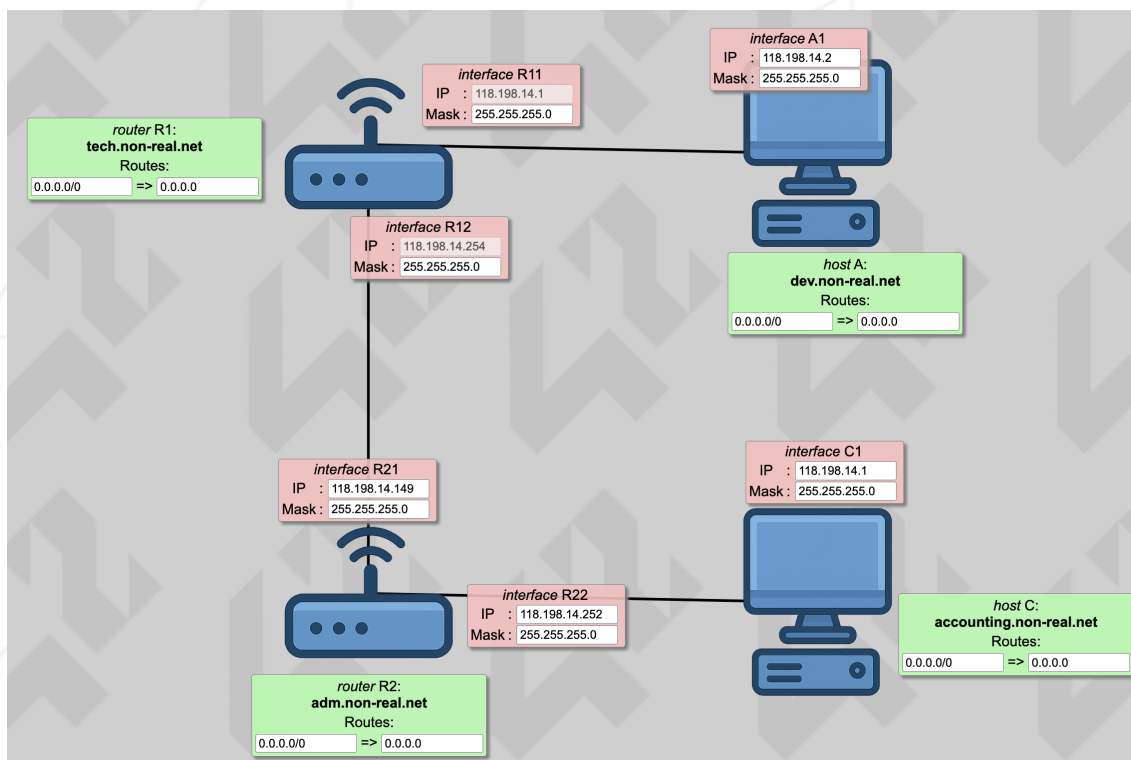 interface A1
IP : 118.198.14.2
Mask : 255.255.255.0
interface R11
IP : 118.198.14.1
Mask : 255.255.255.0
router R1:
tech.non-real.net
Routes:
0.0.0.0/0 => 0.0.0.0
interface R12
IP : 118.198.14.254
Mask : 255.255.255.0
host A:
dev.non-real.net
Routes:
0.0.0.0/0 => 0.0.0.0
interface R21
IP : 118.198.14.149
Mask : 255.255.255.0
interface C1
IP : 118.198.14.1
Mask : 255.255.255.0
interface R22
IP : 118.198.14.252
Mask : 255.255.255.0
host C:
accounting.non-real.net
Routes:
0.0.0.0/0 => 0.0.0.0
router R2:
adm.non-real.net
Routes:
0.0.0.0/0 => 0.0.0.0